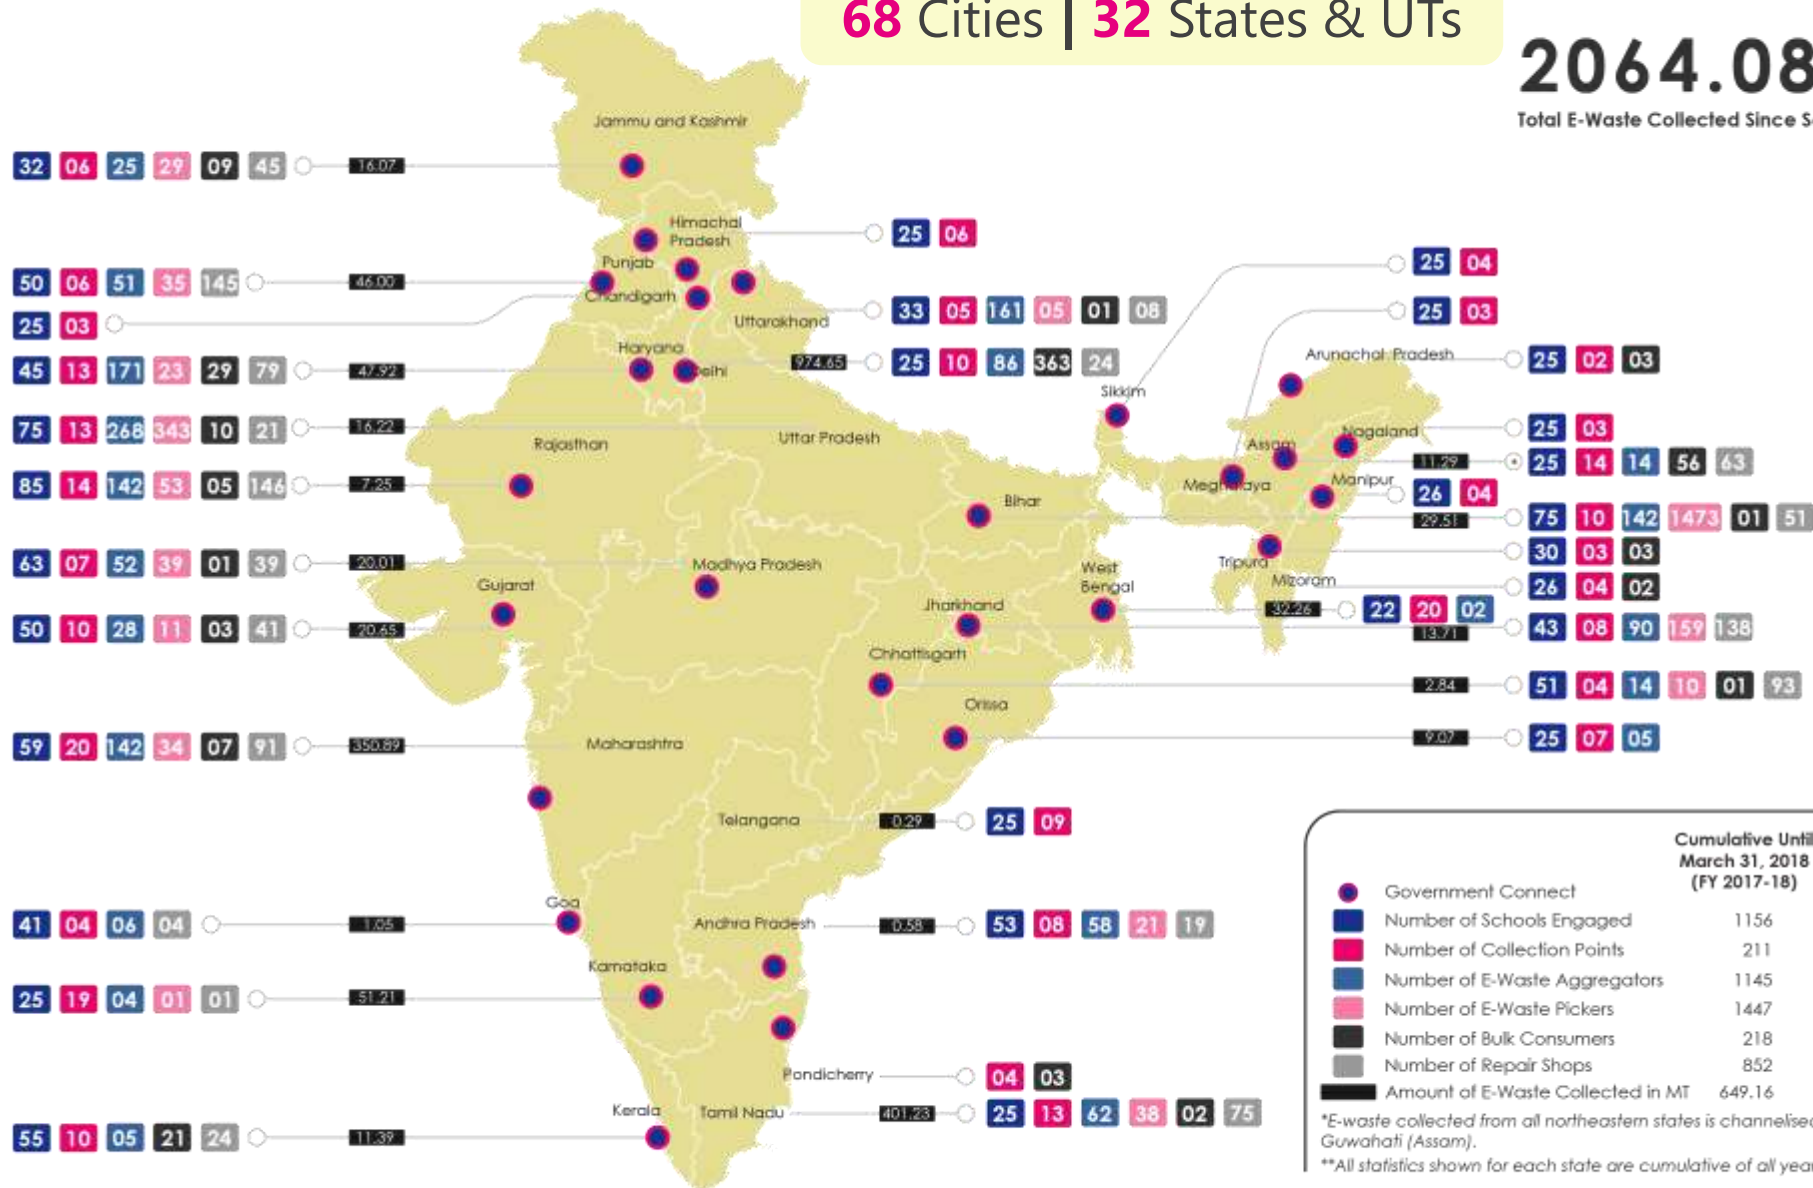 68 Cities | 32 States & UTs
2064.08
Total E-Waste Collected Since S
Jammu and Kashmir
32 06 25 29 09 45 16.07
Himachal
Pradesh
25 06
Punjab
50 06 51 35 145 46.00
Chandigarh
25 03
Uttarakhand
33 05 161 05 01 08
Haryana
45 13 171 23 29 79 47.92
Delhi
974.65 25 10 86 363 24
25 04
25 03
Sikkim
Arunachal Pradesh
25 02 03
75 13 268 343 10 21 16.22
Uttar Pradesh
Rajasthan
85 14 142 53 05 146 7.25
Nagaland
25 03
Assam
11.29 * 25 14 14 56 63
Meghalaya
Manipur
26 04
Bihar
29.51 75 10 142 1473 01 51
Tripura
30 03 03
Mizoram
26 04 02
63 07 52 39 01 39 20.01
Madhya Pradesh
Gujarat
50 10 28 11 03 41 20.65
West
Bengal
32.26 22 20 02
Jharkhand
13.71 43 08 90 159 138
Chhattisgarh
2.84 51 04 14 10 01 93
Orissa
9.07 25 07 05
59 20 142 34 07 91 350.89
Maharashtra
Telangana
0.29 25 09
Goa
41 04 06 04 1.05
Andhra Pradesh
0.58 53 08 58 21 19
Karnataka
25 19 04 01 01 51.21
Pondicherry
04 03
Kerala
55 10 05 21 24 11.39
Tamil Nadu
401.23 25 13 62 38 02 75
Cumulative Until
March 31, 2018
(FY 2017-18)
Government Connect
Number of Schools Engaged 1156
Number of Collection Points 211
Number of E-Waste Aggregators 1145
Number of E-Waste Pickers 1447
Number of Bulk Consumers 218
Number of Repair Shops 852
Amount of E-Waste Collected in MT 649.16
*E-waste collected from all northeastern states is channelised
Guwahati (Assam).
**All statistics shown for each state are cumulative of all year